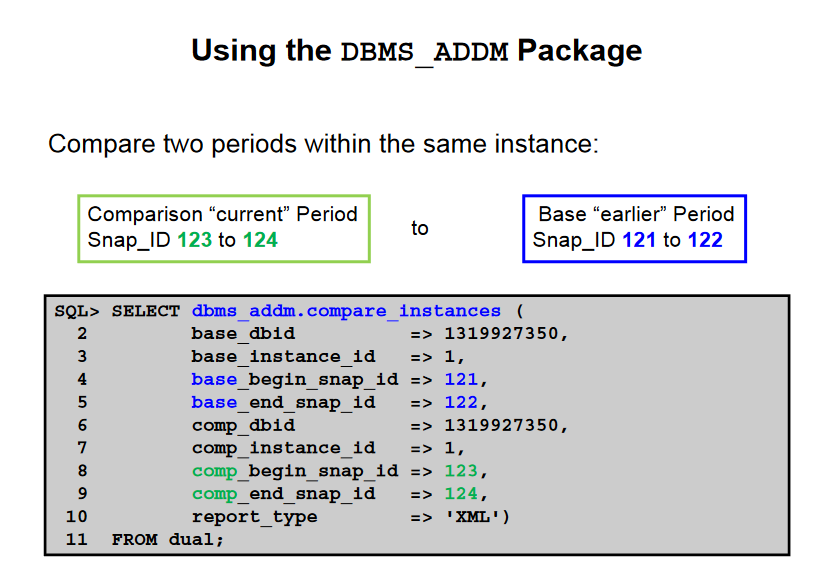 Using the DBMS_ADDM Package
Compare two periods within the same instance:
Comparison “current” Period
Snap_ID 123 to 124
to
Base “earlier” Period
Snap_ID 121 to 122
SQL> SELECT dbms_addm.compare_instances (
2 base_dbid => 1319927350,
3 base_instance_id => 1,
4 base_begin_snap_id => 121,
5 base_end_snap_id => 122,
6 comp_dbid => 1319927350,
7 comp_instance_id => 1,
8 comp_begin_snap_id => 123,
9 comp_end_snap_id => 124,
10 report_type => 'XML')
11 FROM dual;